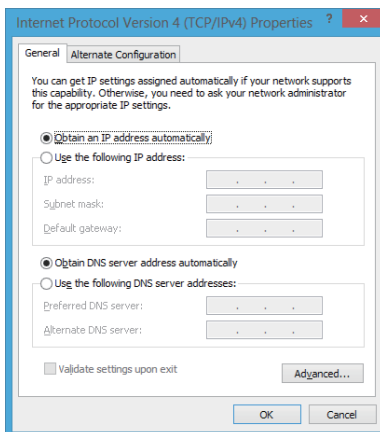 Internet Protocol Version 4 (TCP/IPv4) Properties ? ×
General Alternate Configuration
You can get IP settings assigned automatically if your network supports
this capability. Otherwise, you need to ask your network administrator
for the appropriate IP settings.
Obtain an IP address automatically
Use the following IP address:
IP address: . . .
Subnet mask: . . .
Default gateway: . . .
Obtain DNS server address automatically
Use the following DNS server addresses:
Preferred DNS server: . . .
Alternate DNS server: . . .
Validate settings upon exit
Advanced...
OK Cancel